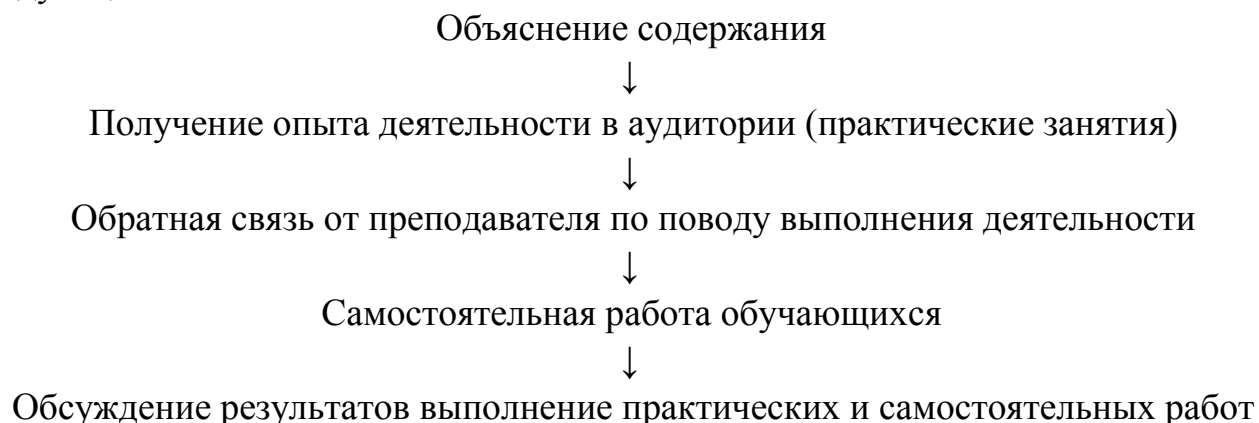 Объяснение содержания
↓
Получение опыта деятельности в аудитории (практические занятия)
↓
Обратная связь от преподавателя по поводу выполнения деятельности
↓
Самостоятельная работа обучающихся
↓
Обсуждение результатов выполнение практических и самостоятельных работ